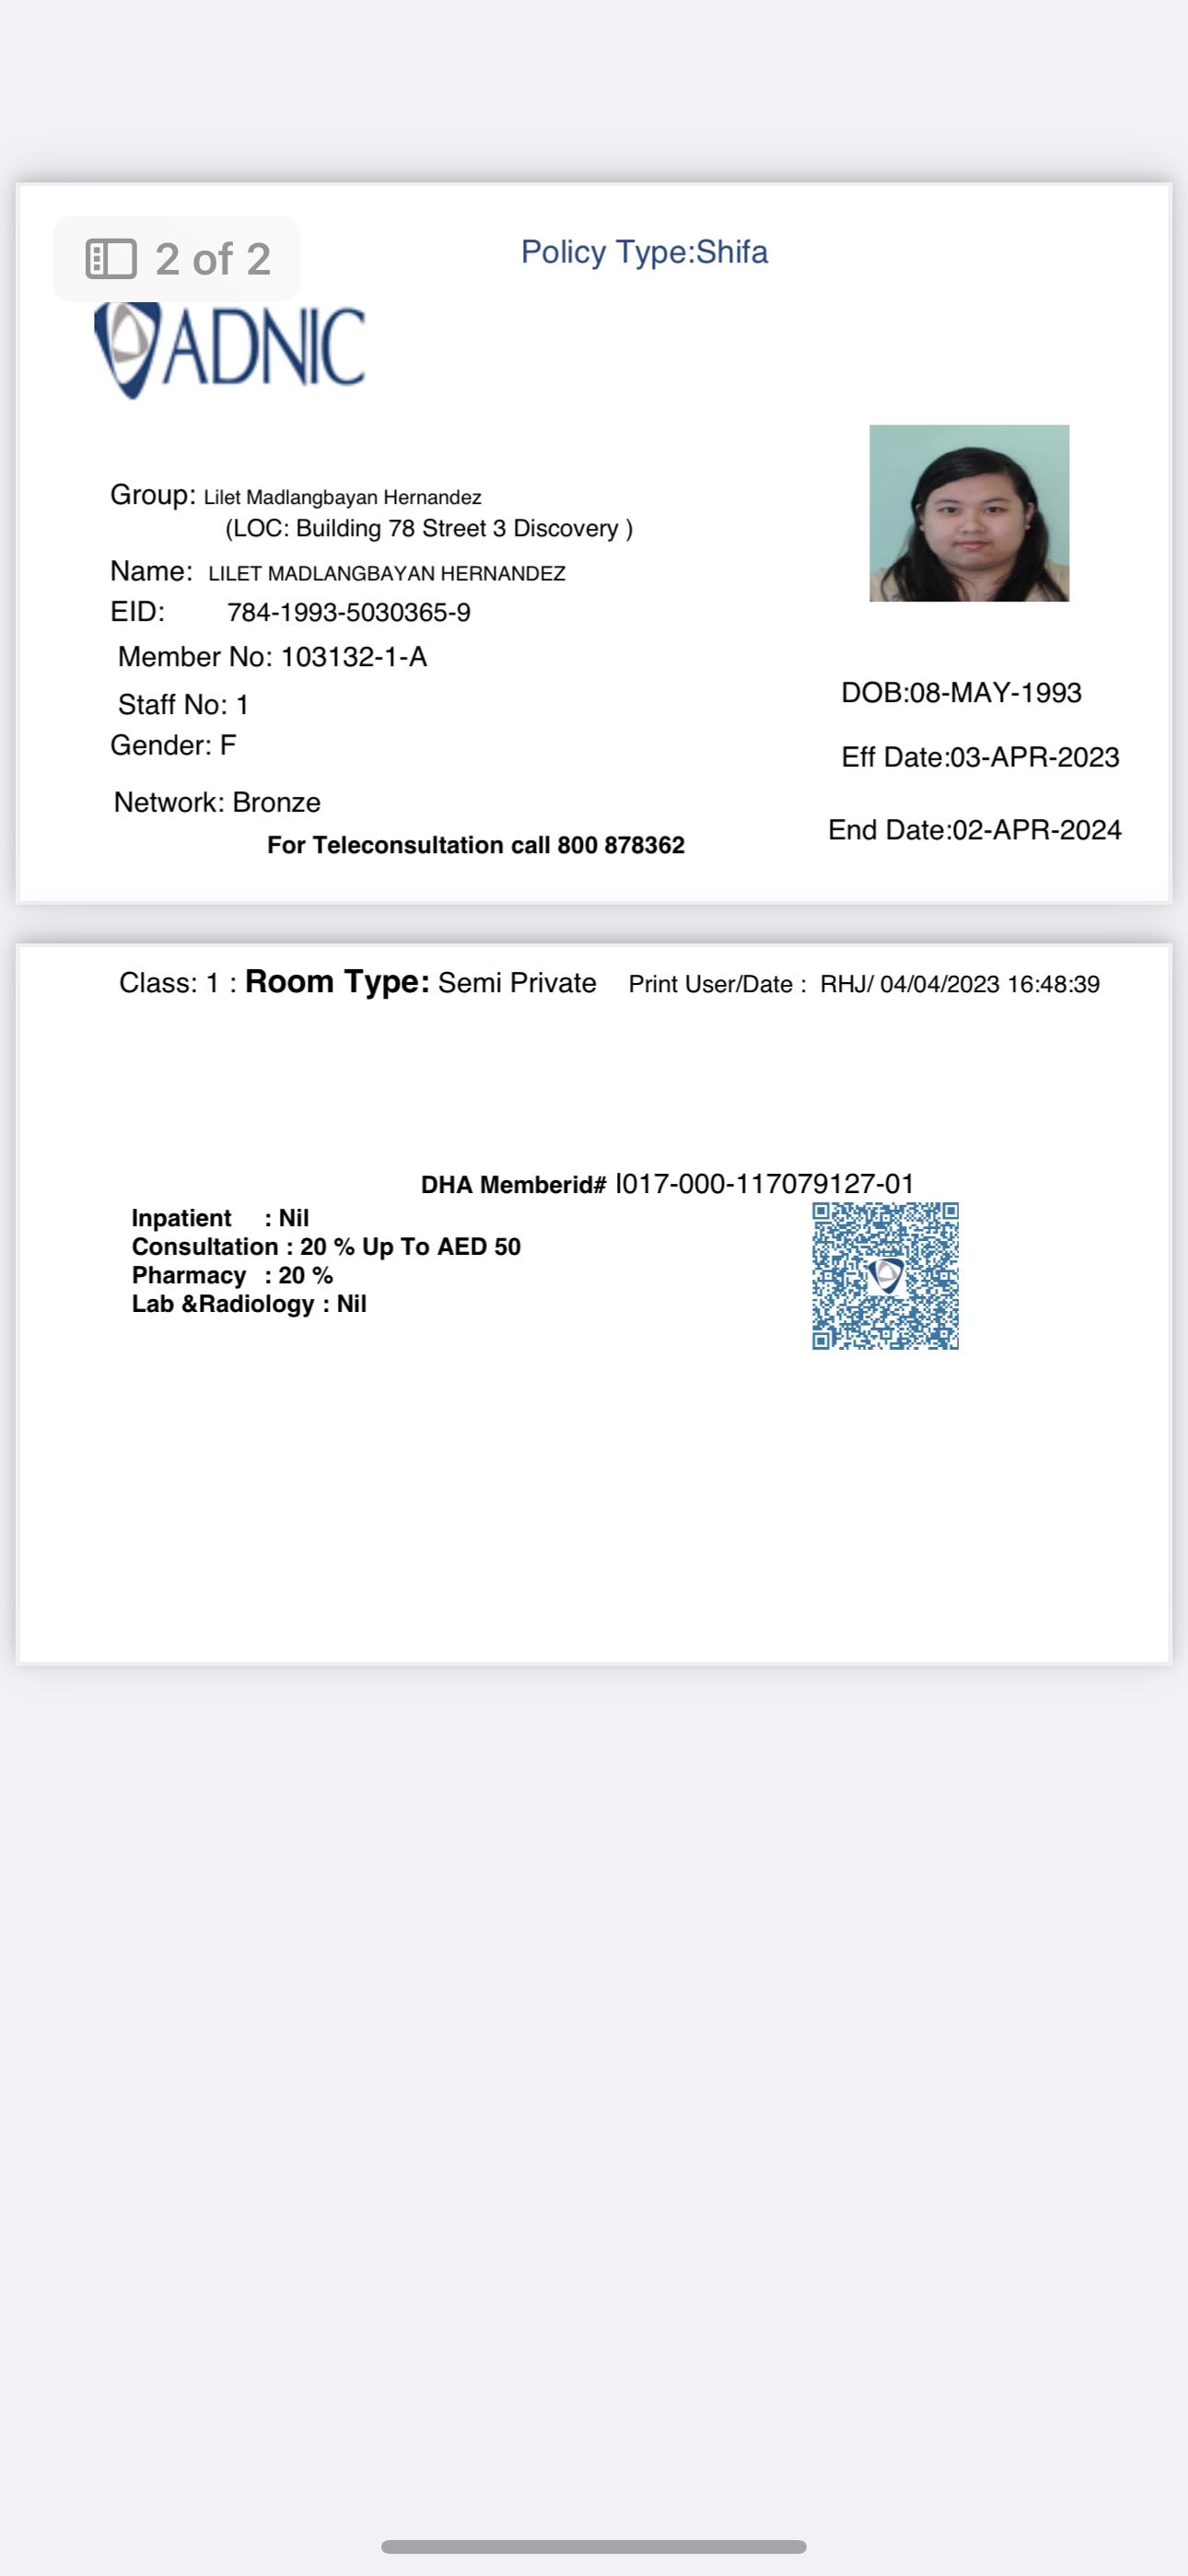 2 of 2
Policy Type:Shifa
ADNIC
Group: Lilet Madlangbayan Hernandez
(LOC: Building 78 Street 3 Discovery )
Name: LILET MADLANGBAYAN HERNANDEZ
EID: 784-1993-5030365-9
Member No: 103132-1-A
Staff No: 1
Gender: F
Network: Bronze
For Teleconsultation call 800 878362
DOB:08-MAY-1993
Eff Date:03-APR-2023
End Date:02-APR-2024
Class: 1 : Room Type: Semi Private Print User/Date : RHJ/ 04/04/2023 16:48:39
DHA Memberid# I017-000-117079127-01
Inpatient : Nil
Consultation : 20 % Up To AED 50
Pharmacy : 20 %
Lab &Radiology : Nil